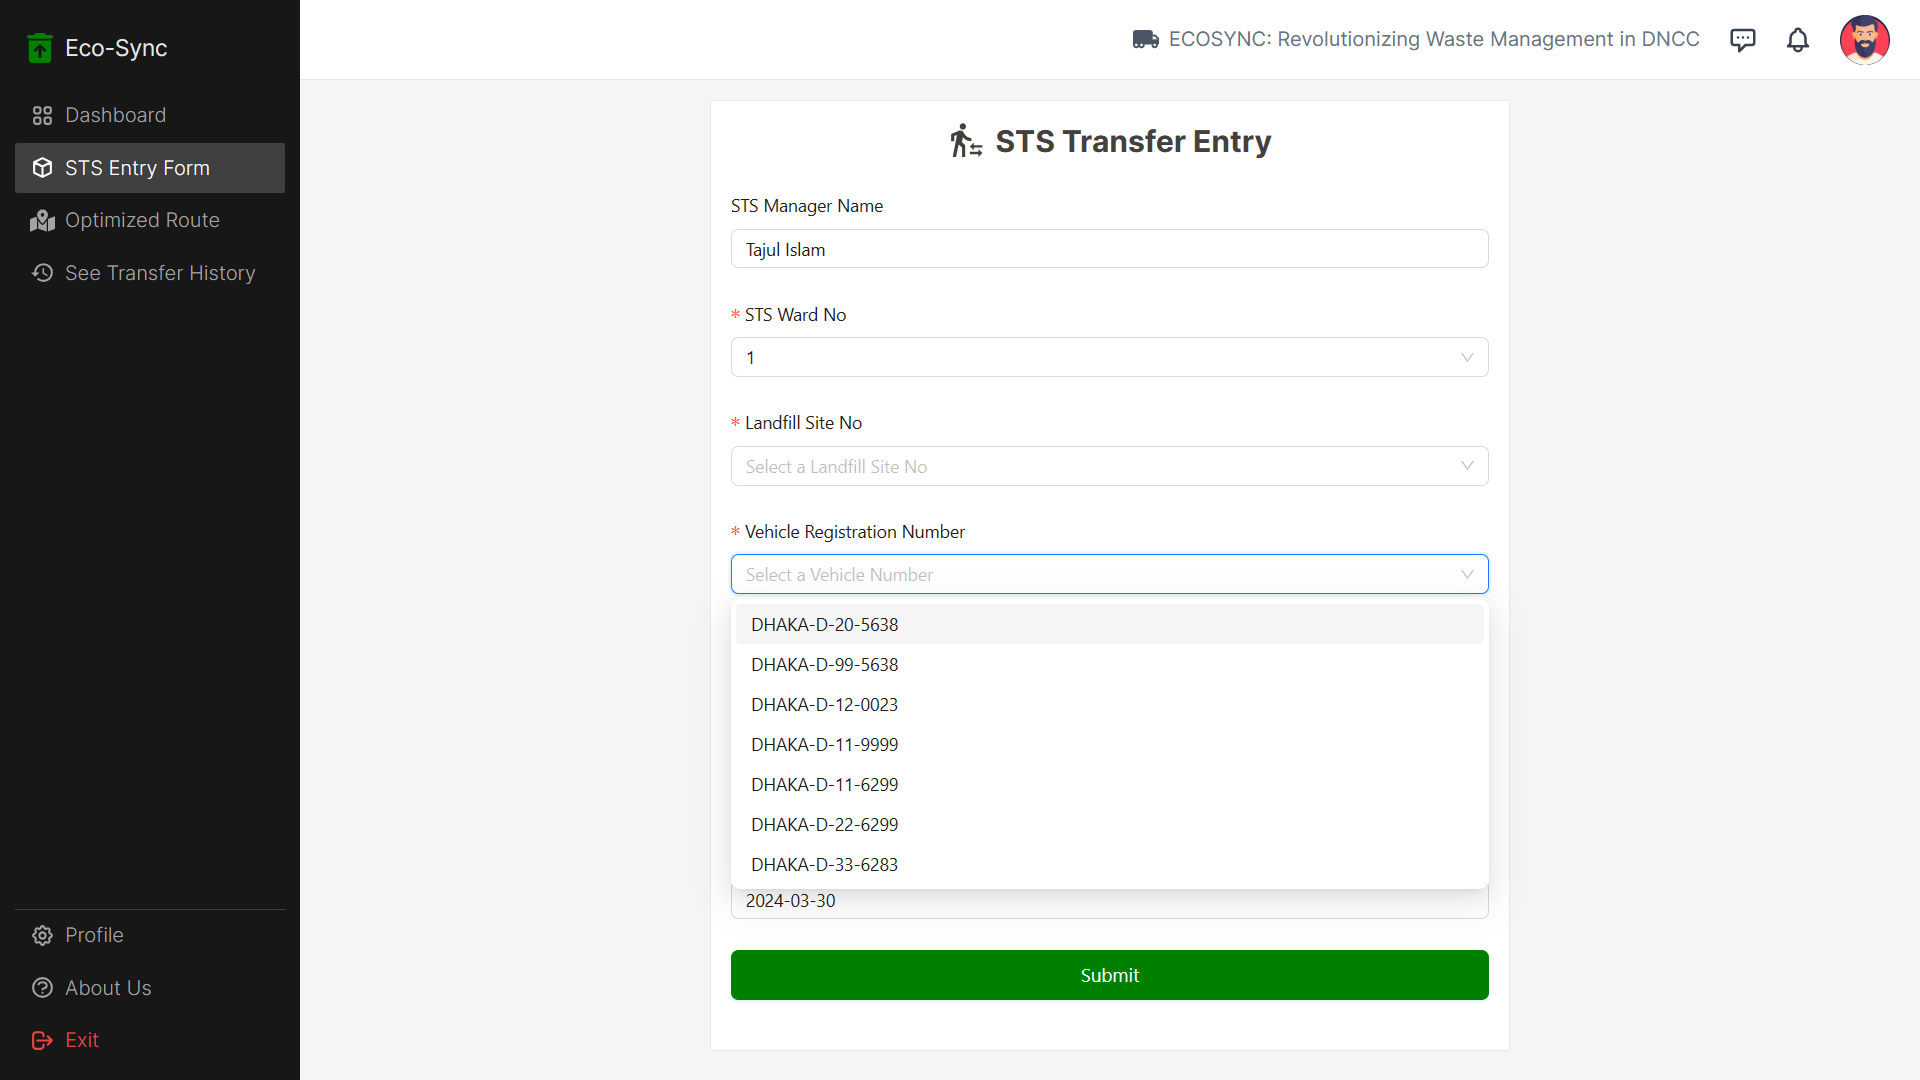 Eco-Sync
Dashboard
STS Entry Form
Optimized Route
See Transfer History
Profile
About Us
Exit
ECOSYNC: Revolutionizing Waste Management in DNCC
STS Transfer Entry
STS Manager Name
Tajul Islam
* STS Ward No
1
* Landfill Site No
Select a Landfill Site No
* Vehicle Registration Number
Select a Vehicle Number
DHAKA-D-20-5638
DHAKA-D-99-5638
DHAKA-D-12-0023
DHAKA-D-11-9999
DHAKA-D-11-6299
DHAKA-D-22-6299
DHAKA-D-33-6283
2024-03-30
Submit